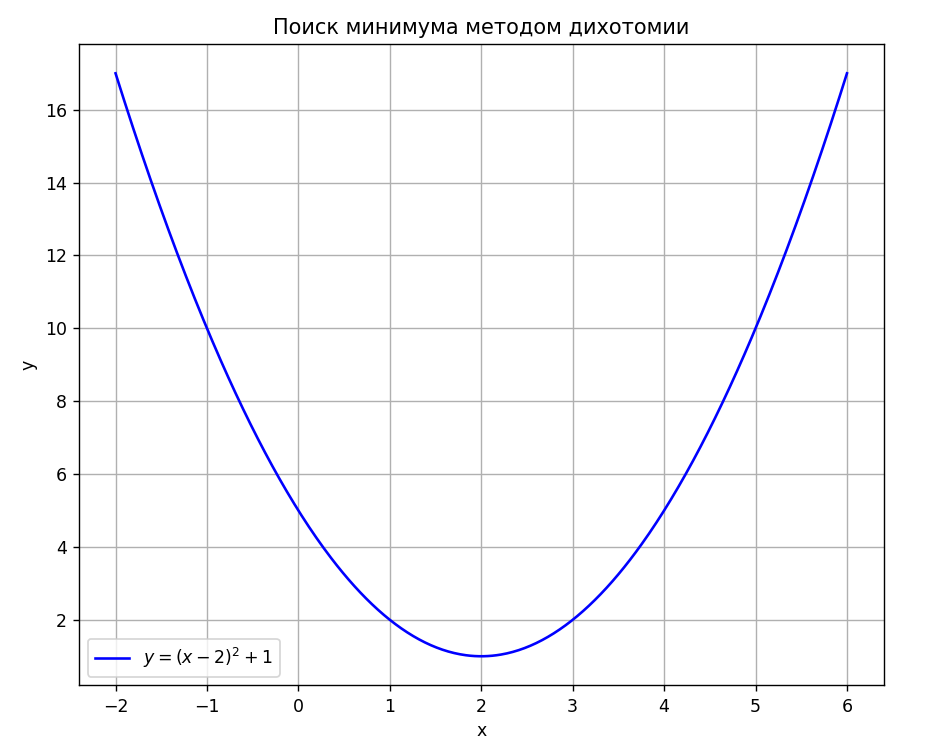 Поиск минимума методом дихотомии
16
14
12
10
8
6
4
2
y
y = (x − 2)² + 1
−2 −1 0 1 2 3 4 5 6
x